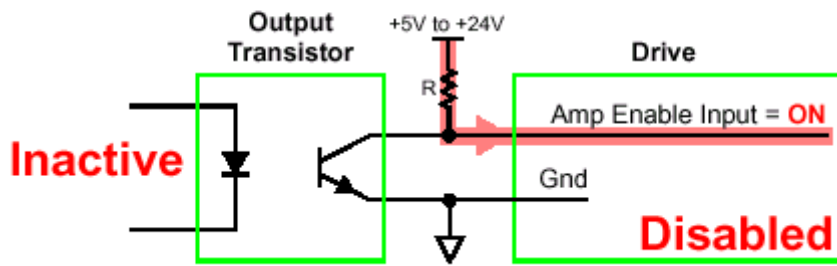 Output
Transistor
+5V to +24V
Drive
R
Amp Enable Input = ON
Inactive
Gnd
Disabled